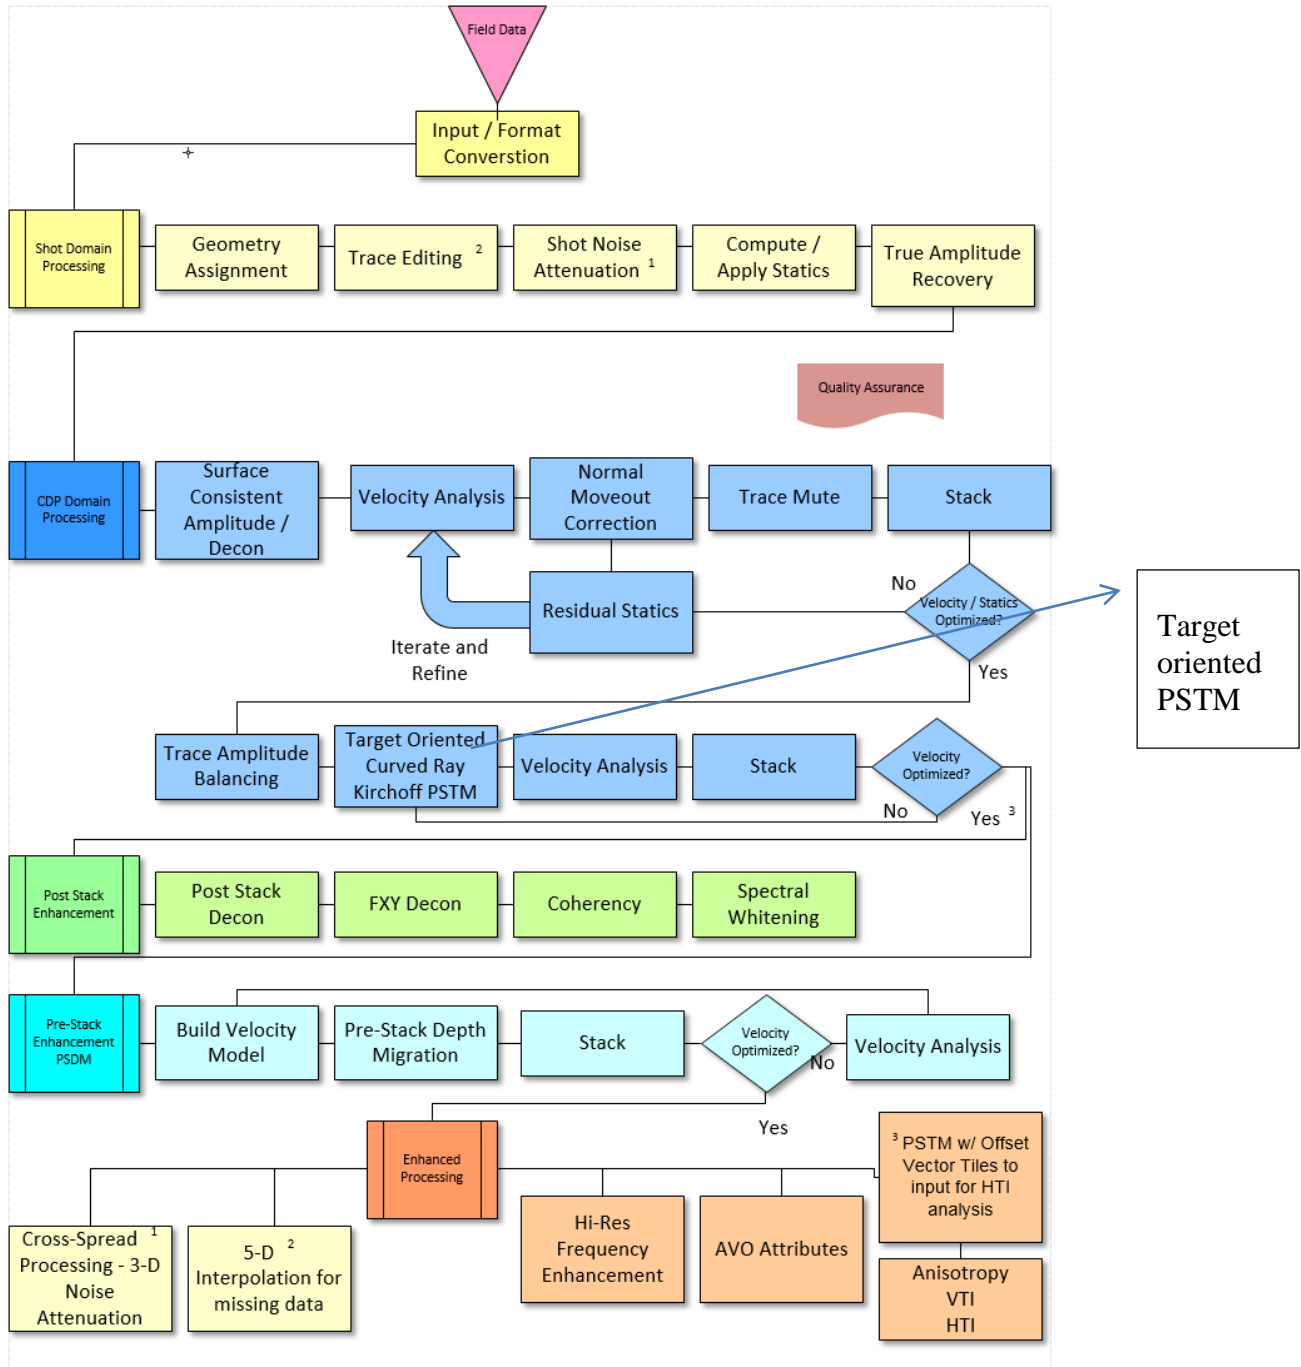 Field Data
Input / Format
Converstion
Shot Domain
Processing
Geometry
Assignment
Trace Editing 2
Shot Noise
Attenuation 1
Compute /
Apply Statics
True Amplitude
Recovery
Quality Assurance
CDP Domain
Processing
Surface
Consistent
Amplitude /
Decon
Velocity Analysis
Normal
Moveout
Correction
Trace Mute
Stack
No
Velocity / Statics
Optimized?
Residual Statics
Iterate and
Refine
Yes
Target
oriented
PSTM
Trace Amplitude
Balancing
Target Oriented
Curved Ray
Kirchoff PSTM
Velocity Analysis
Stack
Velocity
Optimized?
No
Yes 3
Post Stack
Enhancement
Post Stack
Decon
FXY Decon
Coherency
Spectral
Whitening
Pre-Stack
Enhancement
PSDM
Build Velocity
Model
Pre-Stack Depth
Migration
Stack
Velocity
Optimized?
No
Velocity Analysis
Yes
Enhanced
Processing
Cross-Spread 1
Processing - 3-D
Noise
Attenuation
5-D 2
Interpolation for
missing data
Hi-Res
Frequency
Enhancement
AVO Attributes
3 PSTM w/ Offset
Vector Tiles to
input for HTI
analysis
Anisotropy
VTI
HTI